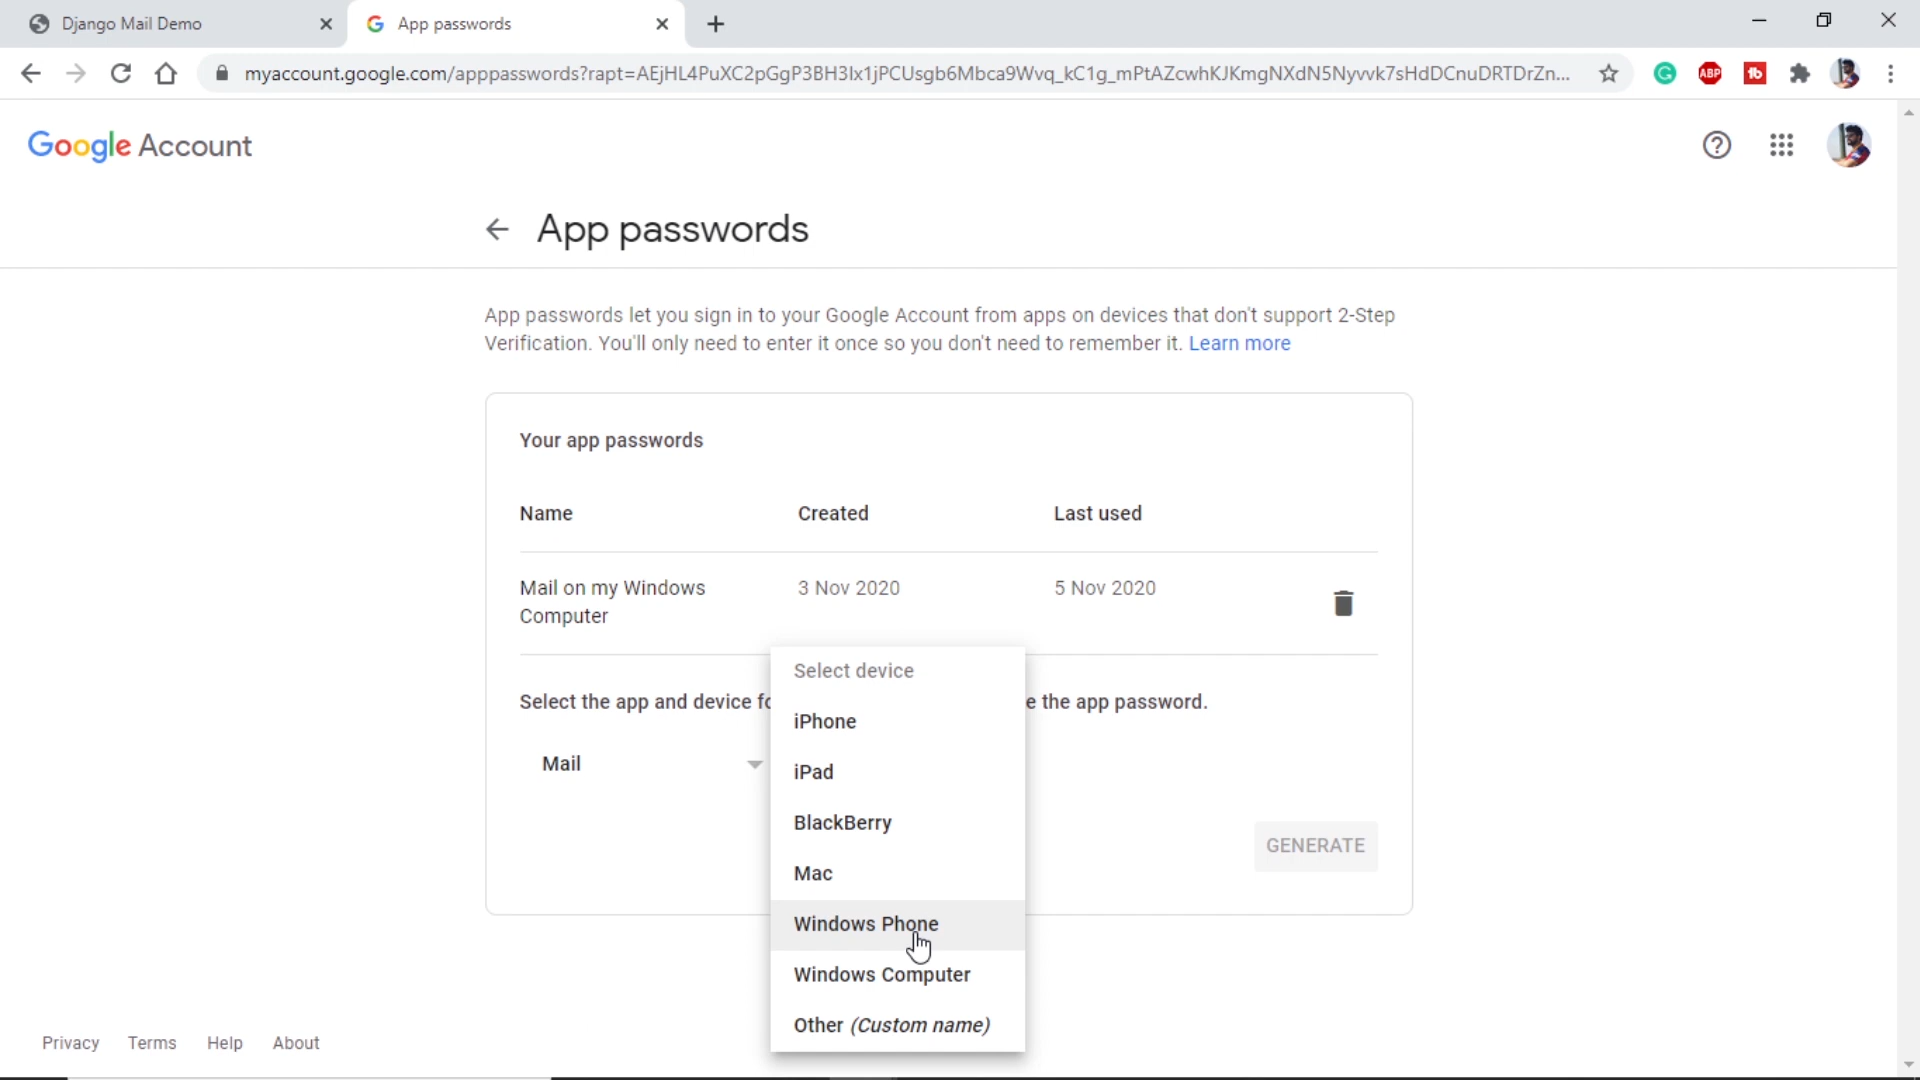 Django Mail Demo
App passwords
myaccount.google.com/apppasswords?rapt=AEjHL4PuXC2pGgP3BH3Ix1jPCUsgb6Mbca9Wvq_kC1g_mPtAZcwhKJKmgNXdN5Nyvvk7sHdDCnuDRTDrZn...
ABP
Google Account
App passwords
App passwords let you sign in to your Google Account from apps on devices that don't support 2-Step
Verification. You'll only need to enter it once so you don't need to remember it. Learn more
Your app passwords
Name Created Last used
Mail on my Windows 3 Nov 2020 5 Nov 2020
Computer
Select device
Select the app and device fo e the app password.
iPhone
Mail
iPad
BlackBerry
GENERATE
Mac
Windows Phone
Windows Computer
Other (Custom name)
Privacy Terms Help About